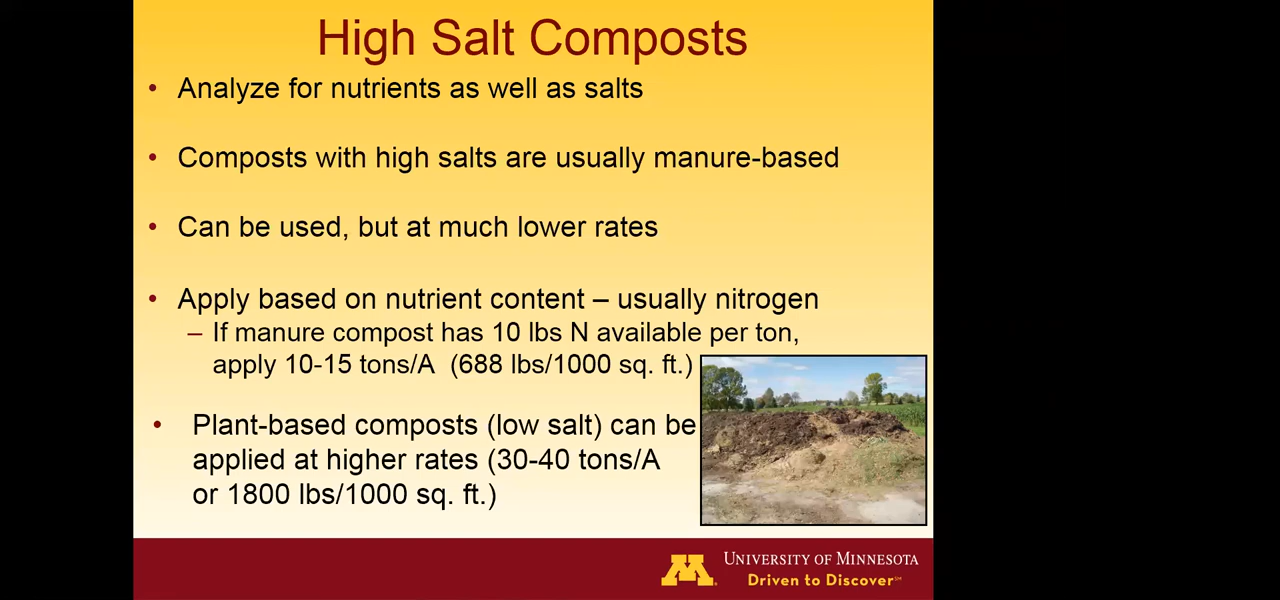 High Salt Composts
• Analyze for nutrients as well as salts
• Composts with high salts are usually manure-based
• Can be used, but at much lower rates
• Apply based on nutrient content – usually nitrogen
– If manure compost has 10 lbs N available per ton,
apply 10-15 tons/A (688 lbs/1000 sq. ft.)
• Plant-based composts (low salt) can be
applied at higher rates (30-40 tons/A
or 1800 lbs/1000 sq. ft.)
M
UNIVERSITY OF MINNESOTA
Driven to Discover℠